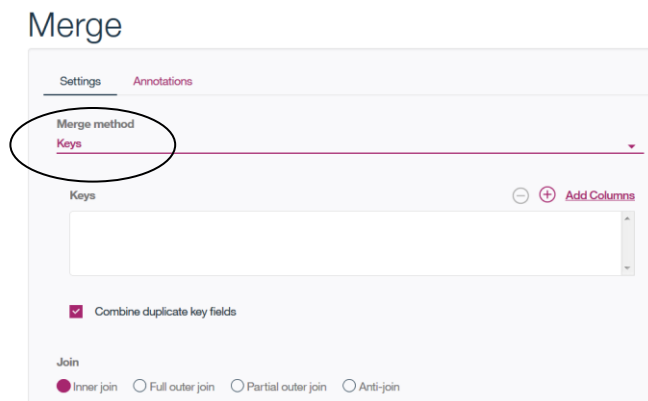 Merge
Settings Annotations
Merge method
Keys
Keys Add Columns
Combine duplicate key fields
Join
Inner join Full outer join Partial outer join Anti-join